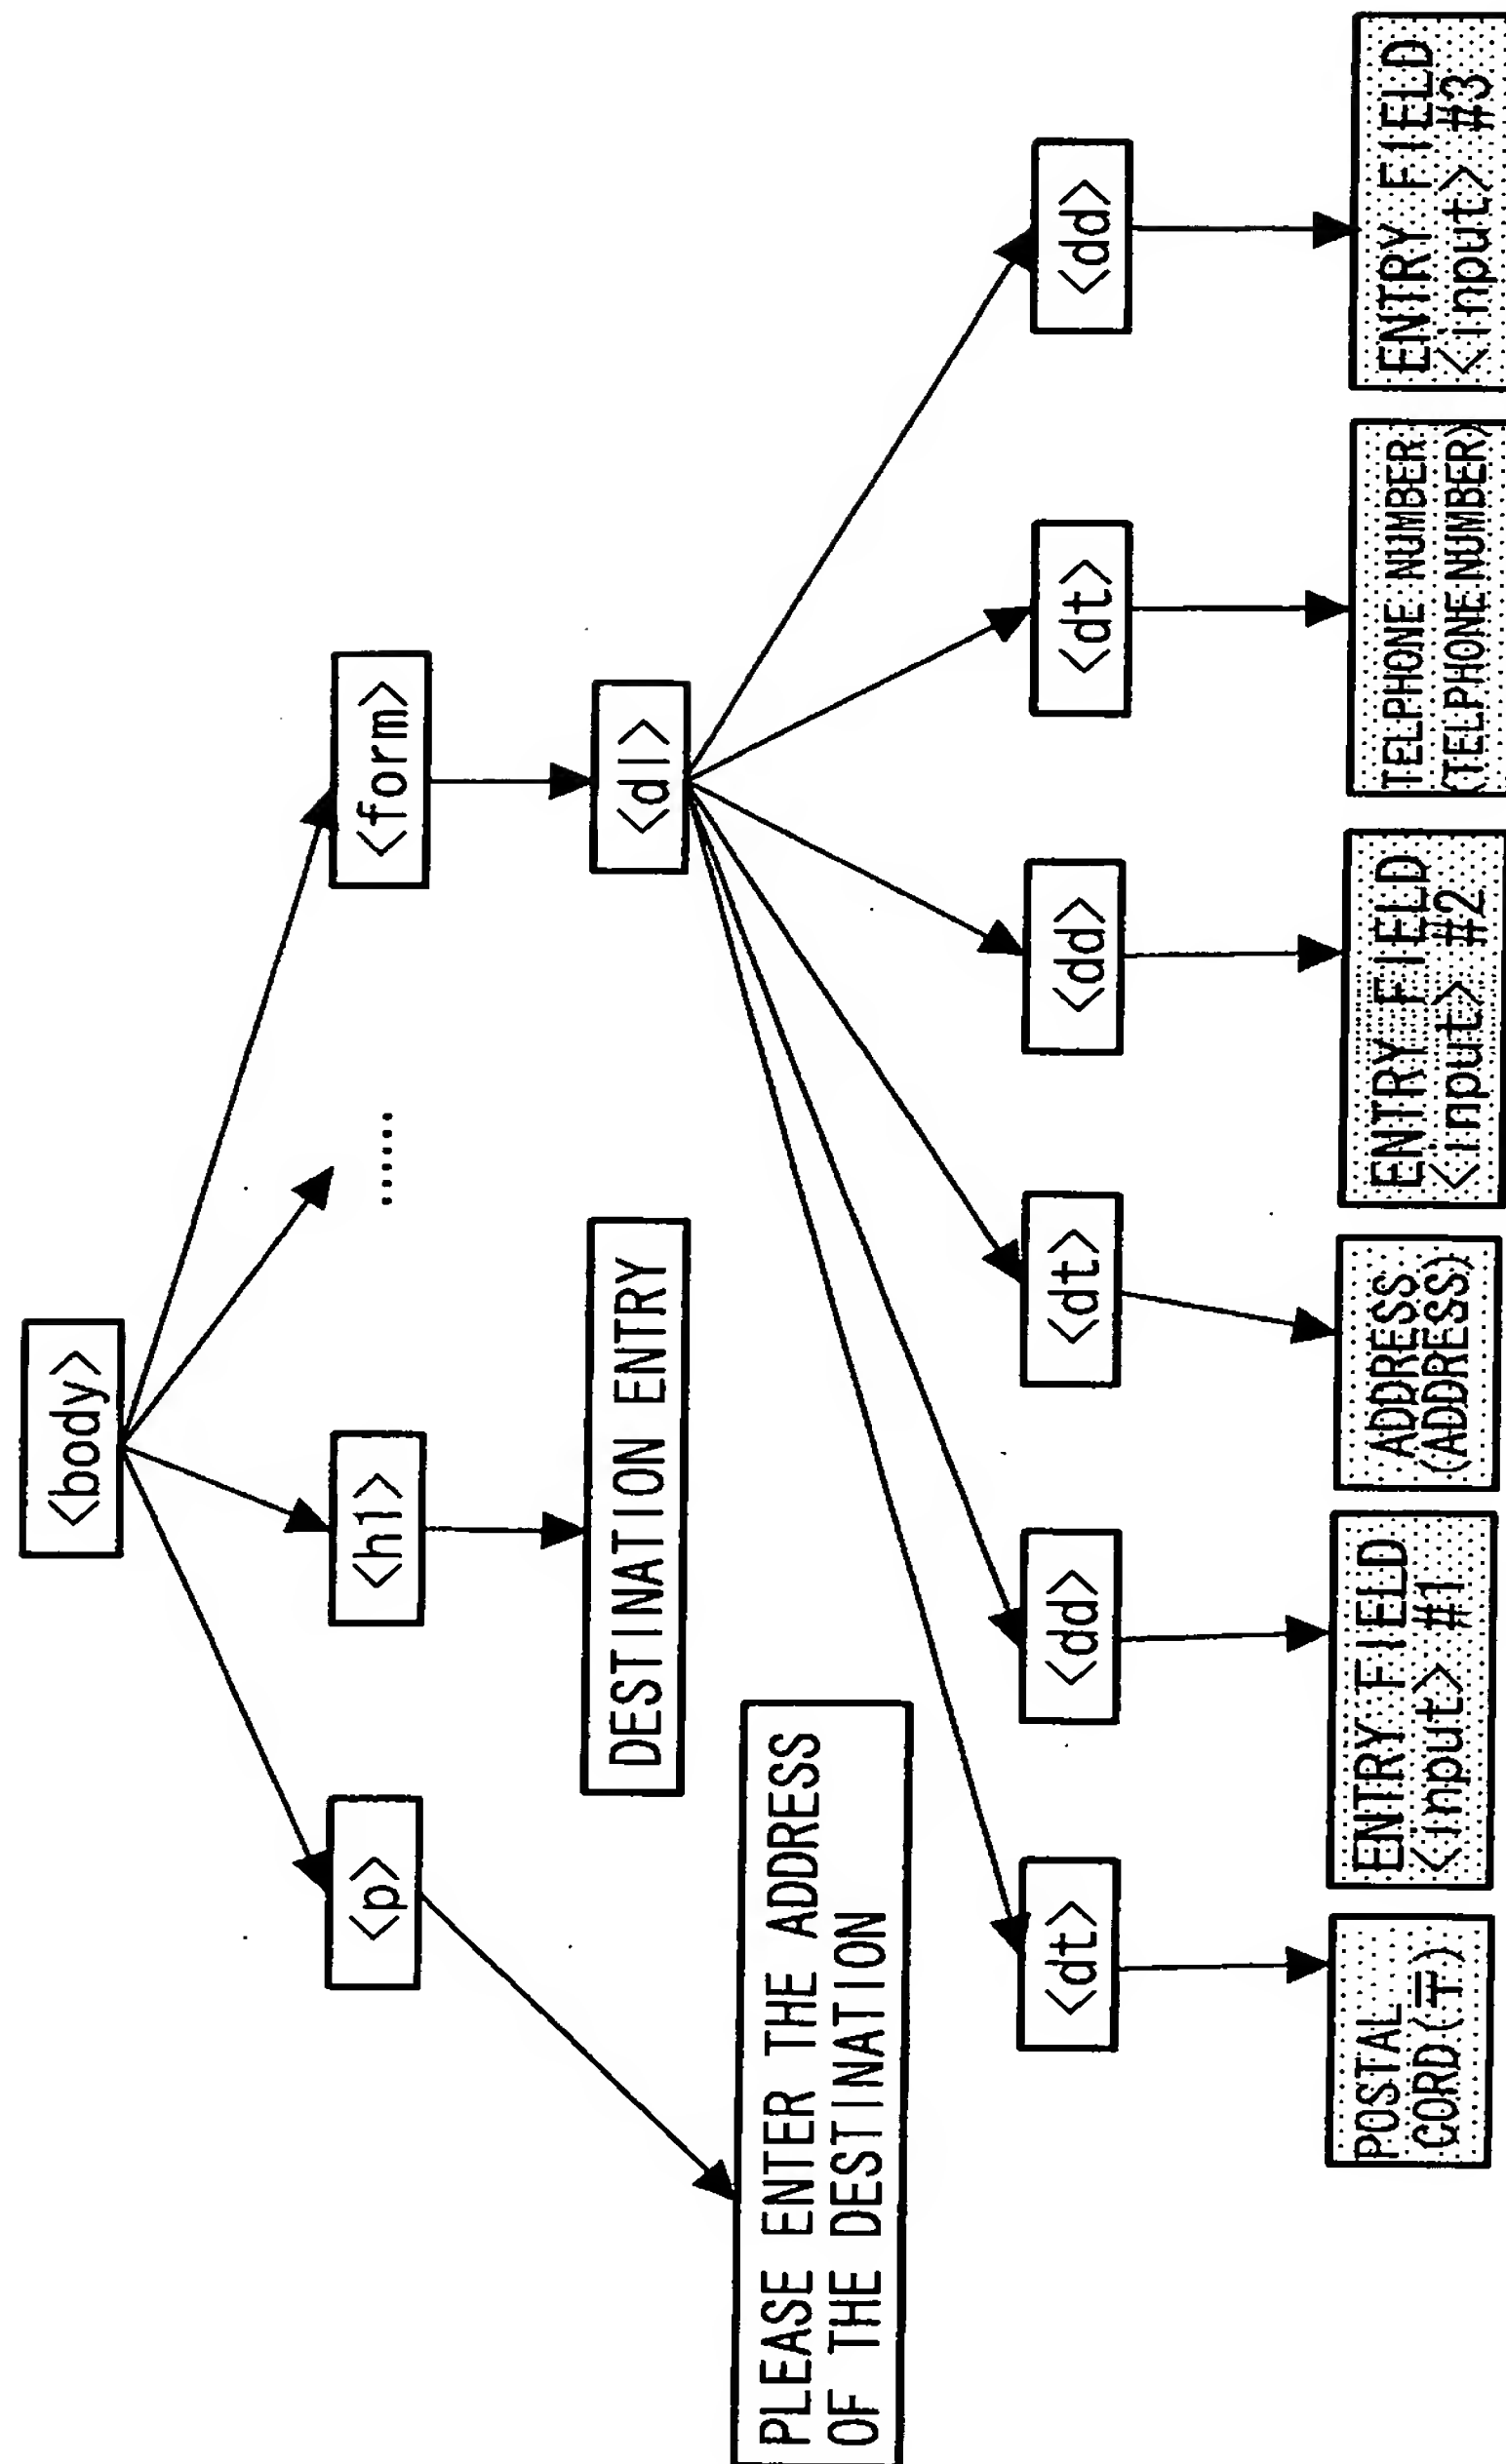 <body>
<p>
<h1>
......
<form>
PLEASE ENTER THE ADDRESS
OF THE DESTINATION
DESTINATION ENTRY
<dl>
<dt>
<dd>
<dt>
<dd>
<dt>
<dd>
POSTAL
CORD(〒)
ENTRY FIELD
<input> #1
ADDRESS
(ADDRESS)
ENTRY FIELD
<input> #2
TELPHONE NUMBER
(TELPHONE NUMBER)
ENTRY FIELD
<input> #3